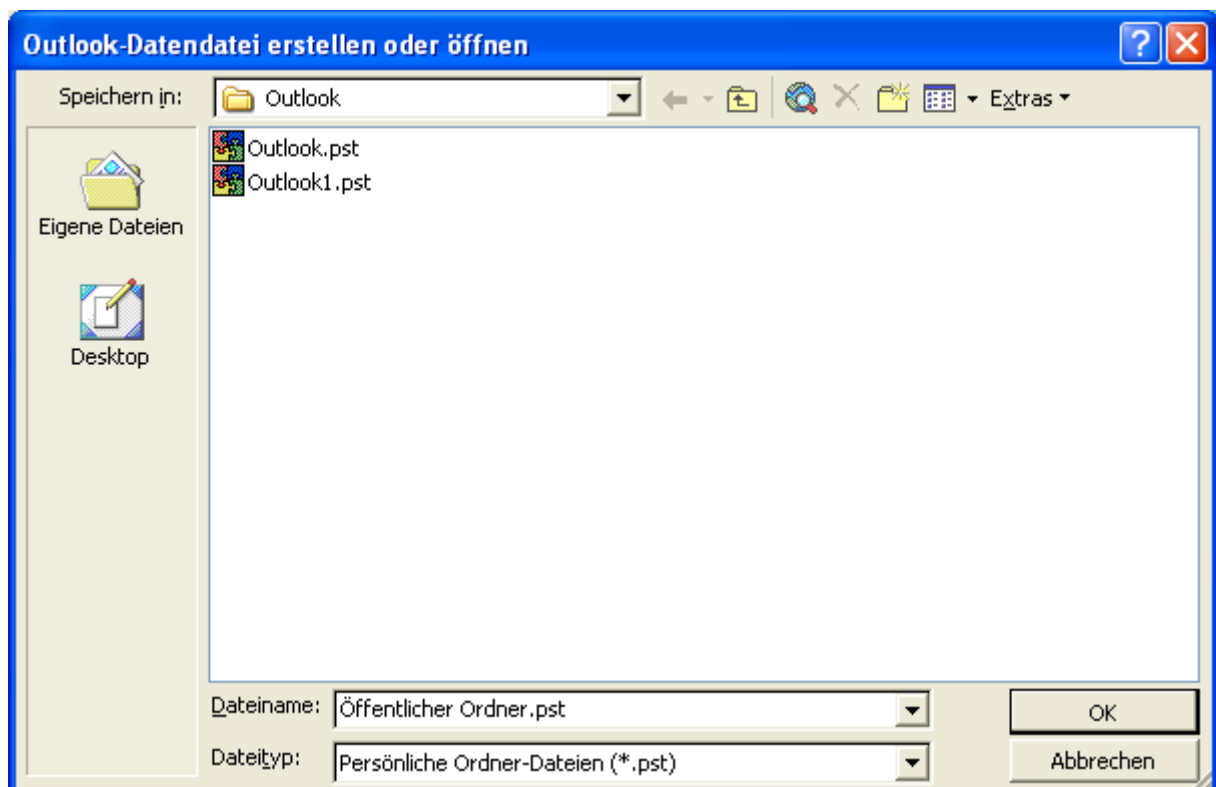 Outlook-Datendatei erstellen oder öffnen
Speichern in:
Outlook
Extras
Outlook.pst
Outlook1.pst
Eigene Dateien
Desktop
Dateiname:
Öffentlicher Ordner.pst
OK
Dateityp:
Persönliche Ordner-Dateien (*.pst)
Abbrechen